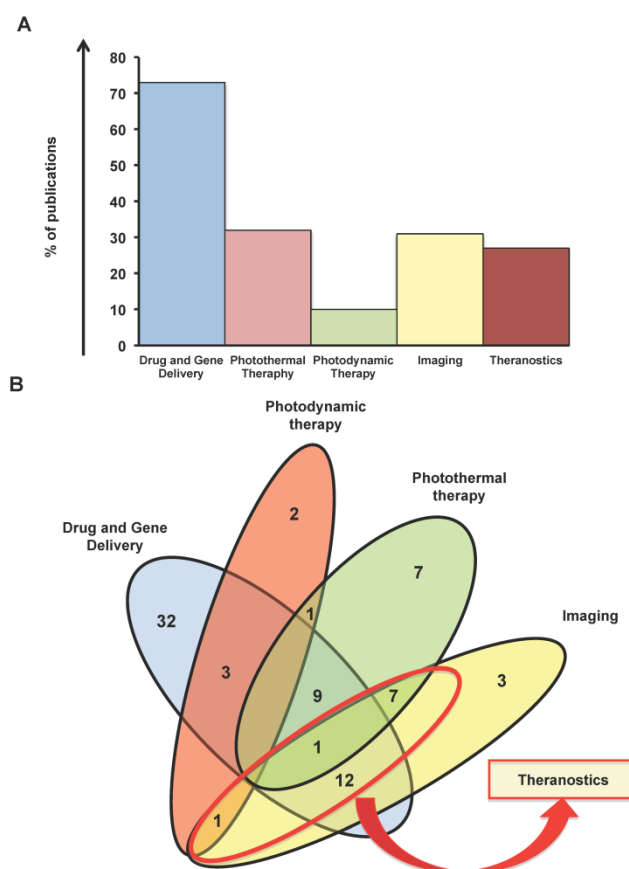 A
% of publications
80
70
60
50
40
30
20
10
0
Drug and Gene
Delivery
Photothermal
Theraphy
Photodynamic
Therapy
Imaging
Theranostics
B
Photodynamic
therapy
Photothermal
therapy
Drug and Gene
Delivery
Imaging
2
7
32
1
3
3
9
7
1
12
1
Theranostics